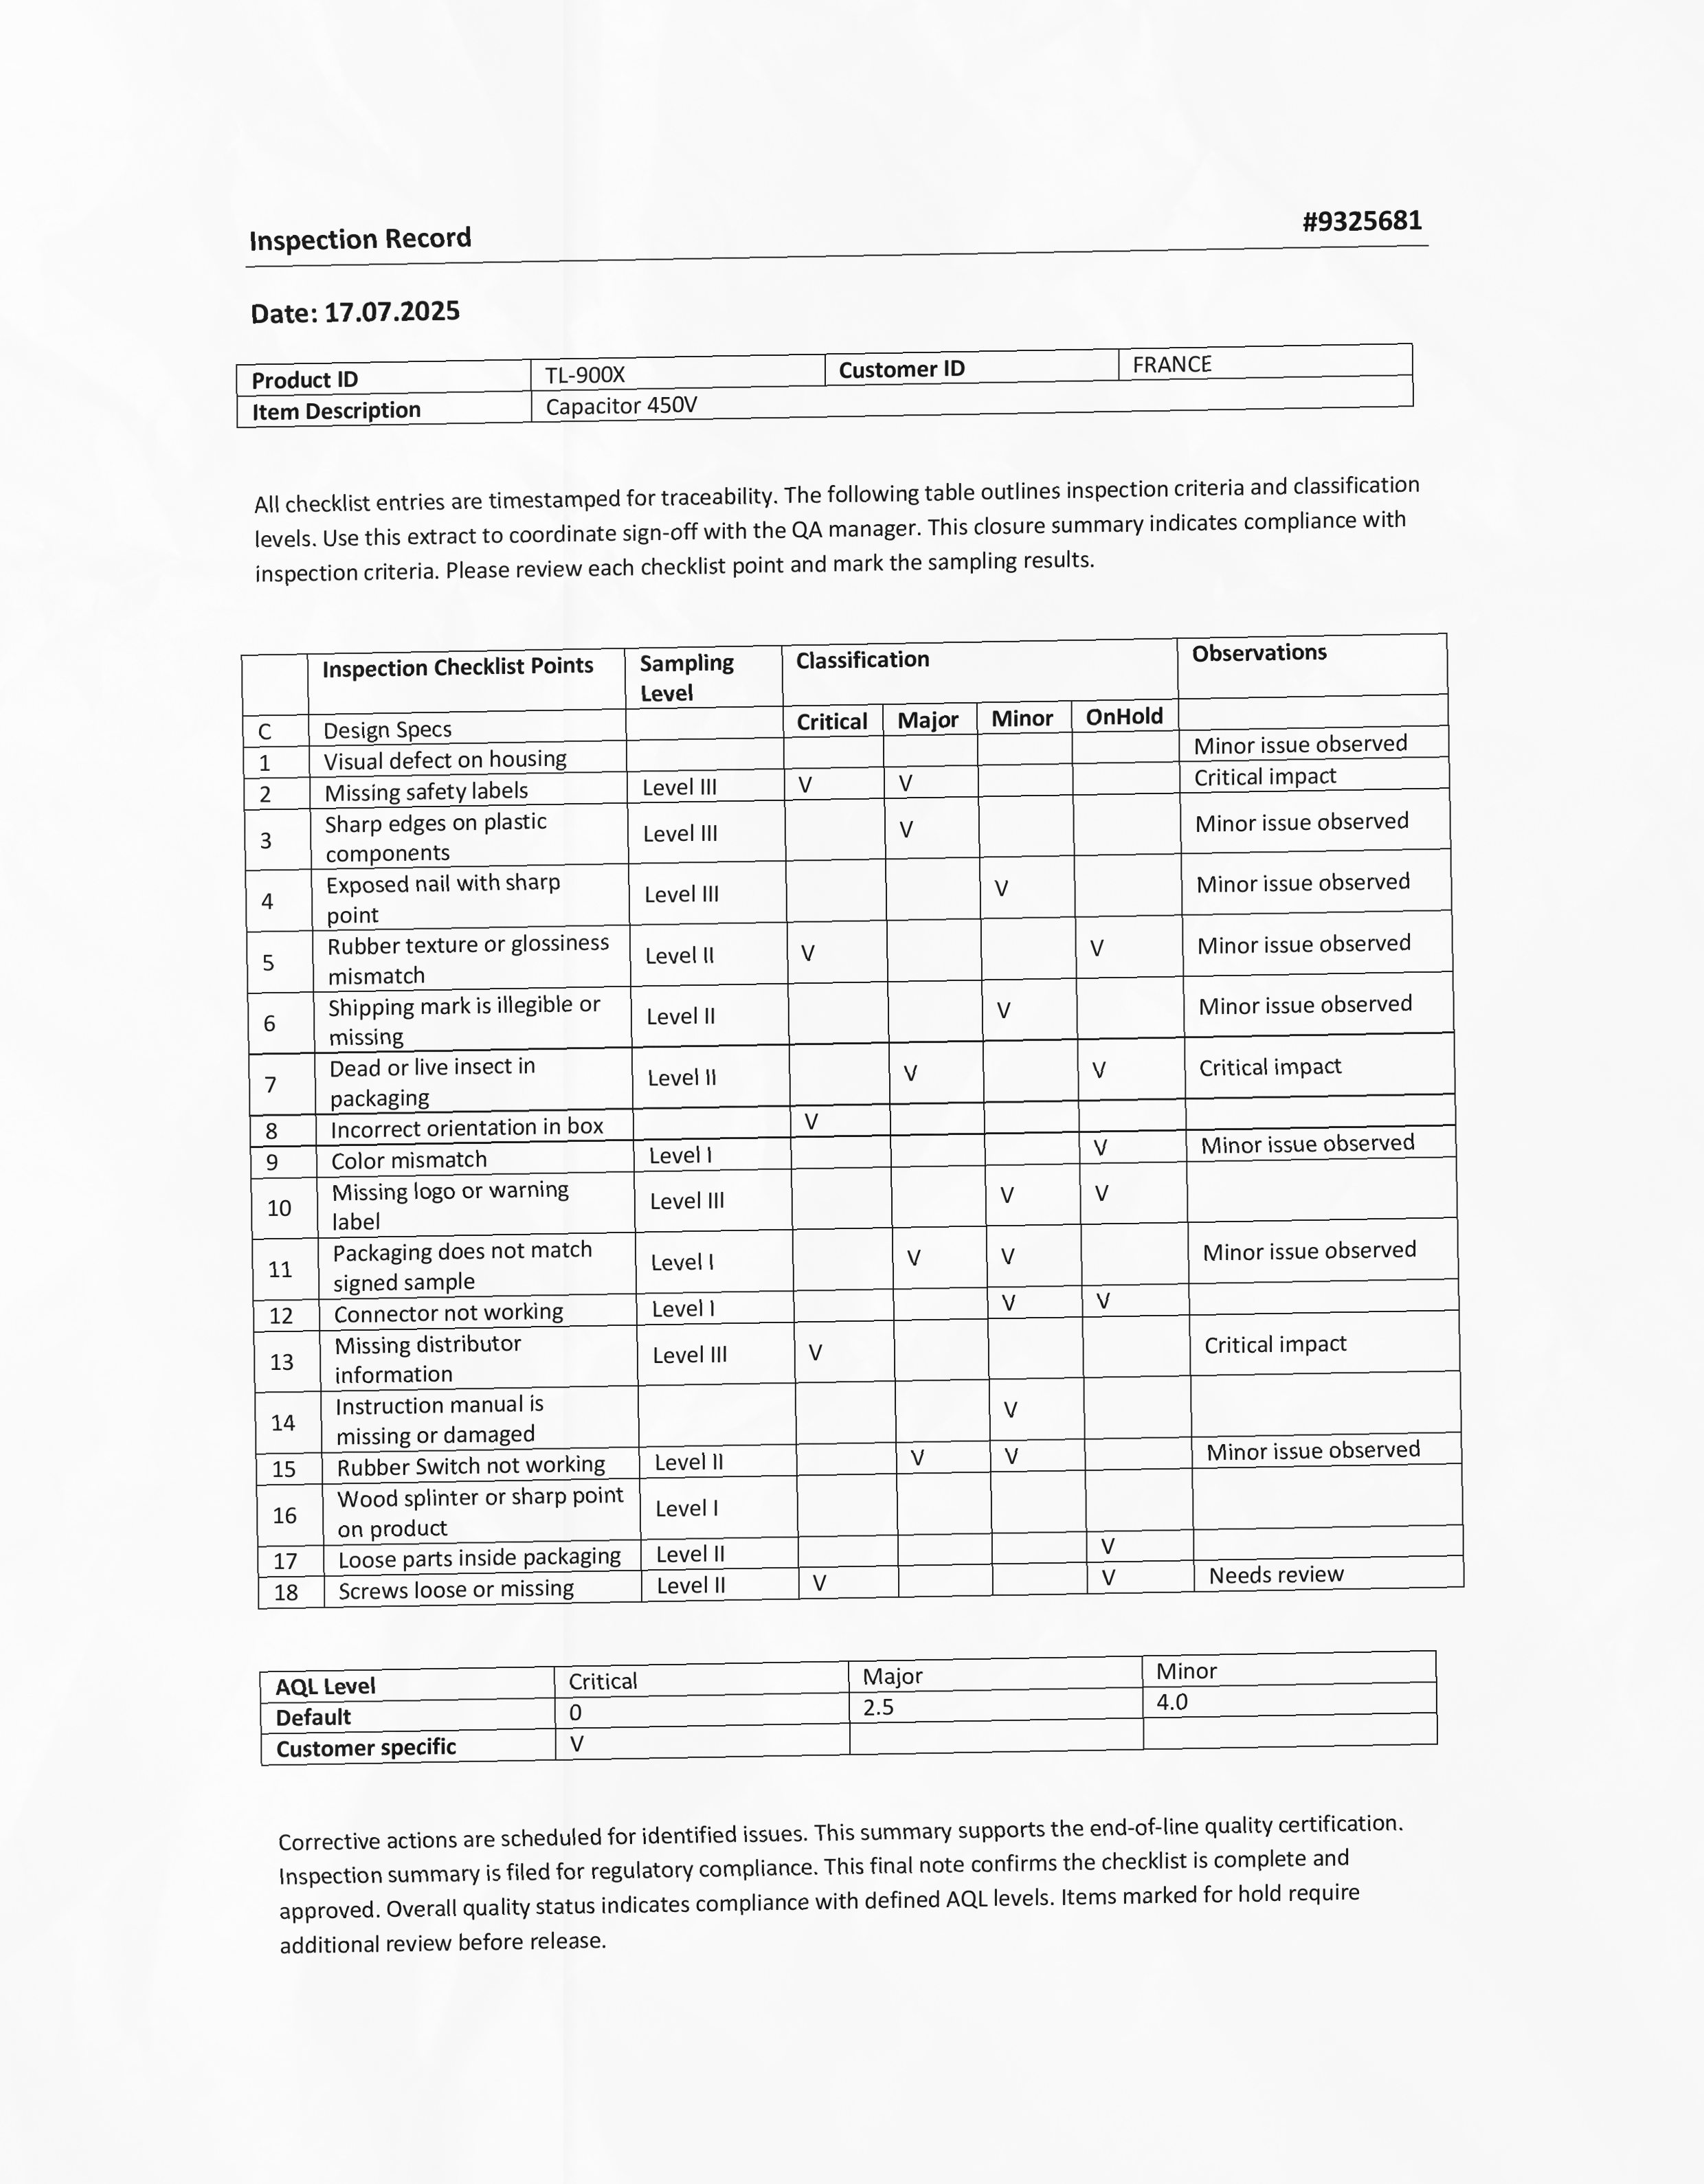 Inspection Record #9325681
Date: 17.07.2025
Product ID TL-900X Customer ID FRANCE
Item Description Capacitor 450V
All checklist entries are timestamped for traceability. The following table outlines inspection criteria and classification
levels. Use this extract to coordinate sign-off with the QA manager. This closure summary indicates compliance with
inspection criteria. Please review each checklist point and mark the sampling results.
Inspection Checklist Points Sampling Level Classification Observations
C Design Specs Critical Major Minor OnHold
1 Visual defect on housing Minor issue observed
2 Missing safety labels Level III V V Critical impact
3 Sharp edges on plastic components Level III V Minor issue observed
4 Exposed nail with sharp point Level III V Minor issue observed
5 Rubber texture or glossiness mismatch Level II V V Minor issue observed
6 Shipping mark is illegible or missing Level II V Minor issue observed
7 Dead or live insect in packaging Level II V V Critical impact
8 Incorrect orientation in box V
9 Color mismatch Level I V Minor issue observed
10 Missing logo or warning label Level III V V
11 Packaging does not match signed sample Level I V V Minor issue observed
12 Connector not working Level I V V
13 Missing distributor information Level III V Critical impact
14 Instruction manual is missing or damaged V
15 Rubber Switch not working Level II V V Minor issue observed
16 Wood splinter or sharp point on product Level I
17 Loose parts inside packaging Level II V
18 Screws loose or missing Level II V V Needs review
AQL Level Critical Major Minor
Default 0 2.5 4.0
Customer specific V
Corrective actions are scheduled for identified issues. This summary supports the end-of-line quality certification.
Inspection summary is filed for regulatory compliance. This final note confirms the checklist is complete and
approved. Overall quality status indicates compliance with defined AQL levels. Items marked for hold require
additional review before release.